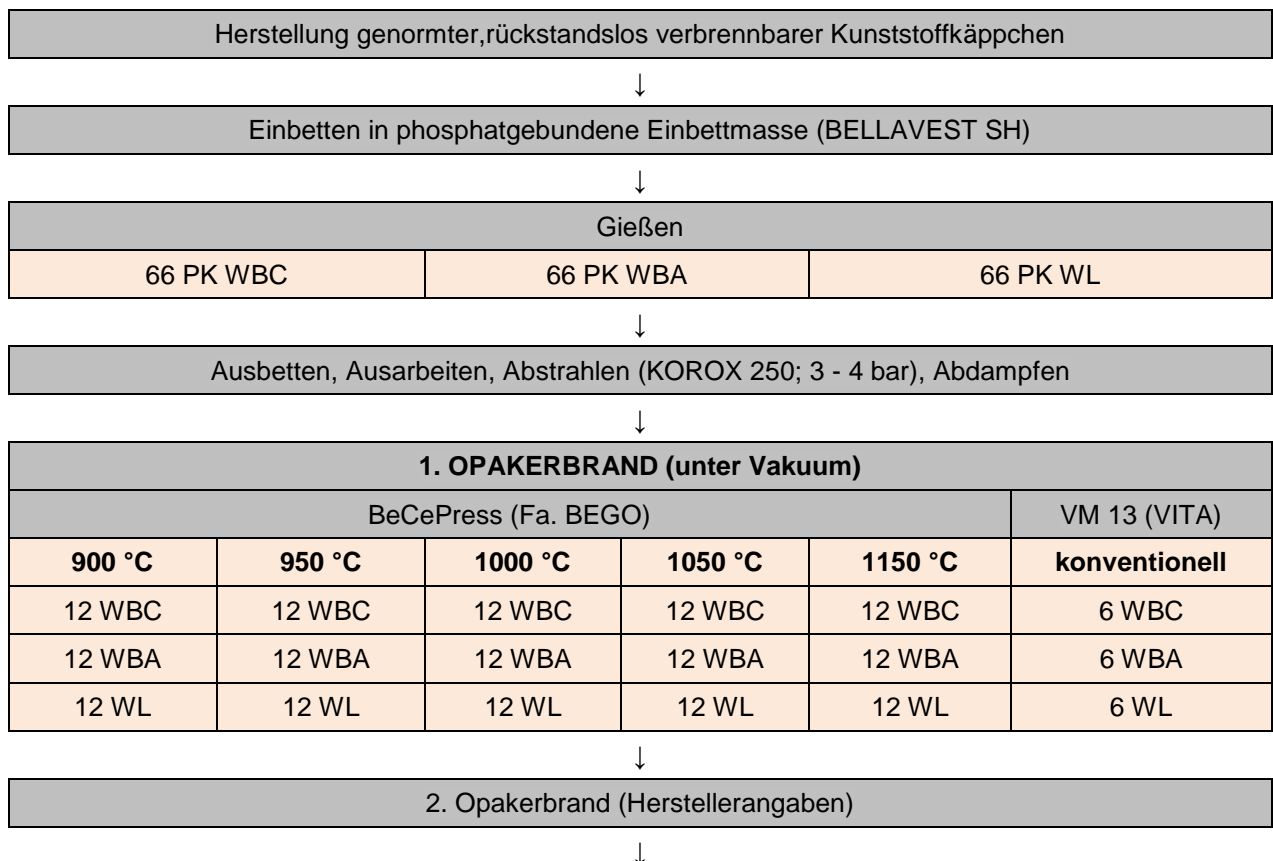 Herstellung genormter,rückstandslos verbrennbarer Kunststoffkäppchen
↓
Einbetten in phosphatgebundene Einbettmasse (BELLAVEST SH)
↓
Gießen
66 PK WBC 66 PK WBA 66 PK WL
↓
Ausbetten, Ausarbeiten, Abstrahlen (KOROX 250; 3 - 4 bar), Abdampfen
↓
1. OPAKERBRAND (unter Vakuum)
BeCePress (Fa. BEGO) VM 13 (VITA)
900 °C 950 °C 1000 °C 1050 °C 1150 °C konventionell
12 WBC 12 WBC 12 WBC 12 WBC 12 WBC 6 WBC
12 WBA 12 WBA 12 WBA 12 WBA 12 WBA 6 WBA
12 WL 12 WL 12 WL 12 WL 12 WL 6 WL
↓
2. Opakerbrand (Herstellerangaben)
↓